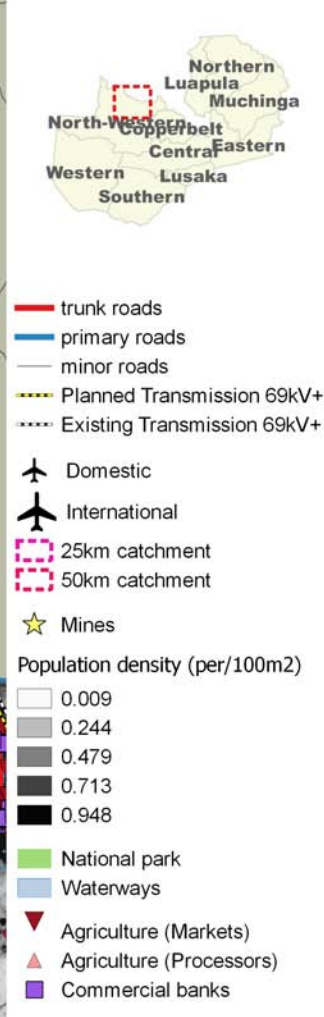 Northern
Luapula
Muchinga
North-Western
Copperbelt
Central
Eastern
Western
Lusaka
Southern
trunk roads
primary roads
minor roads
Planned Transmission 69kV+
Existing Transmission 69kV+
Domestic
International
25km catchment
50km catchment
Mines
Population density (per/100m2)
0.009
0.244
0.479
0.713
0.948
National park
Waterways
Agriculture (Markets)
Agriculture (Processors)
Commercial banks